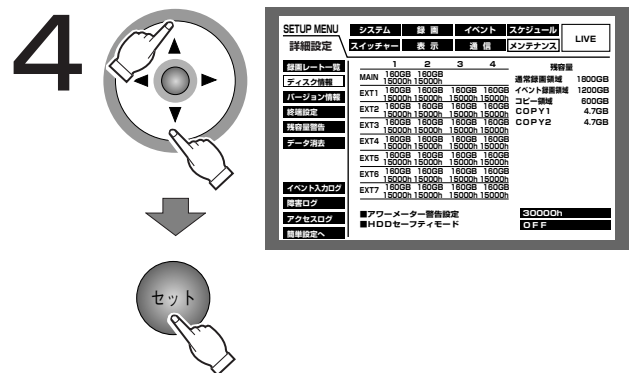 4
SETUP MENU
詳細設定
システム 録画 イベント スケジュール
スイッチャー 表示 通信 メンテナンス
LIVE
録画レート一覧
ディスク情報
バージョン情報
終端設定
残容量警告
データ消去
イベント入力ログ
障害ログ
アクセスログ
簡単設定へ
1 2 3 4
MAIN 160GB 160GB
15000h 15000h
EXT1 160GB 160GB 160GB 160GB
15000h 15000h 15000h 15000h
EXT2 160GB 160GB 160GB 160GB
15000h 15000h 15000h 15000h
EXT3 160GB 160GB 160GB 160GB
15000h 15000h 15000h 15000h
EXT4 160GB 160GB 160GB 160GB
15000h 15000h 15000h 15000h
EXT5 160GB 160GB 160GB 160GB
15000h 15000h 15000h 15000h
EXT6 160GB 160GB 160GB 160GB
15000h 15000h 15000h 15000h
EXT7 160GB 160GB 160GB 160GB
15000h 15000h 15000h 15000h
残容量
通常録画領域 1800GB
イベント録画領域 1200GB
コピー領域 600GB
COPY1 4.7GB
COPY2 4.7GB
■アワーメーター警告設定 30000h
■HDDセーフティモード OFF
セット